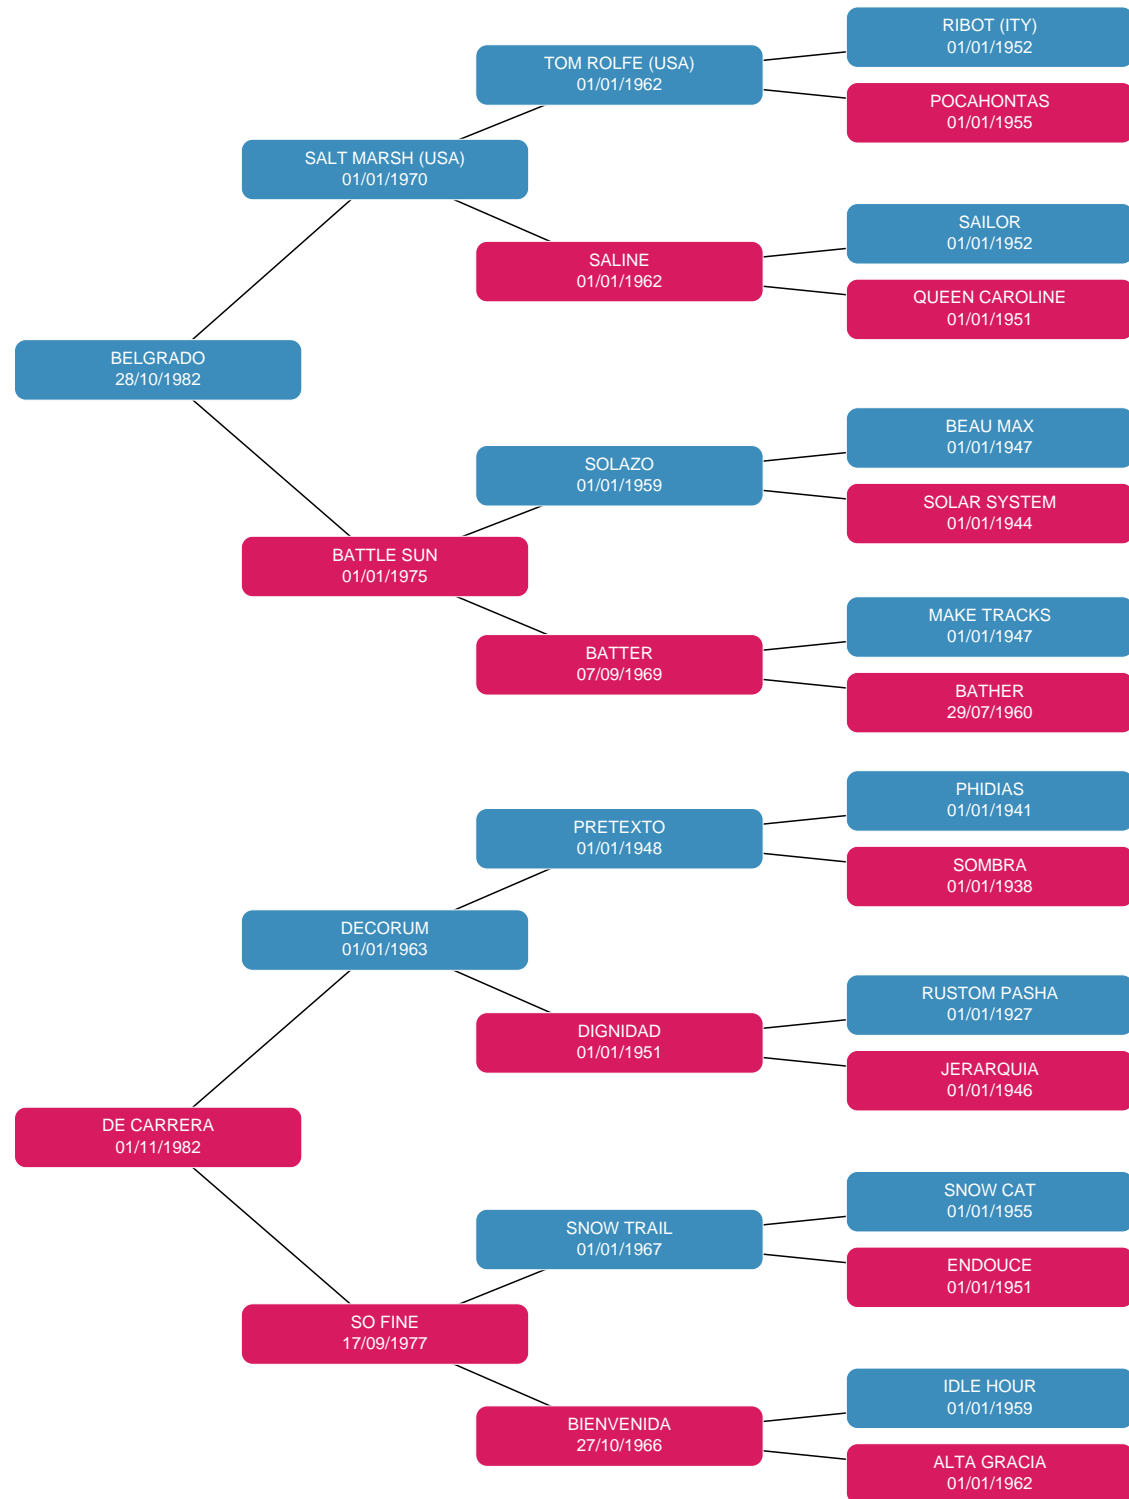 RIBOT (ITY)
01/01/1952
TOM ROLFE (USA)
01/01/1962
POCAHONTAS
01/01/1955
SALT MARSH (USA)
01/01/1970
SAILOR
01/01/1952
SALINE
01/01/1962
QUEEN CAROLINE
01/01/1951
BELGRADO
28/10/1982
BEAU MAX
01/01/1947
SOLAZO
01/01/1959
SOLAR SYSTEM
01/01/1944
BATTLE SUN
01/01/1975
MAKE TRACKS
01/01/1947
BATTER
07/09/1969
BATHER
29/07/1960
PHIDIAS
01/01/1941
PRETEXTO
01/01/1948
SOMBRA
01/01/1938
DECORUM
01/01/1963
RUSTOM PASHA
01/01/1927
DIGNIDAD
01/01/1951
JERARQUIA
01/01/1946
DE CARRERA
01/11/1982
SNOW CAT
01/01/1955
SNOW TRAIL
01/01/1967
ENDOUCE
01/01/1951
SO FINE
17/09/1977
IDLE HOUR
01/01/1959
BIENVENIDA
27/10/1966
ALTA GRACIA
01/01/1962